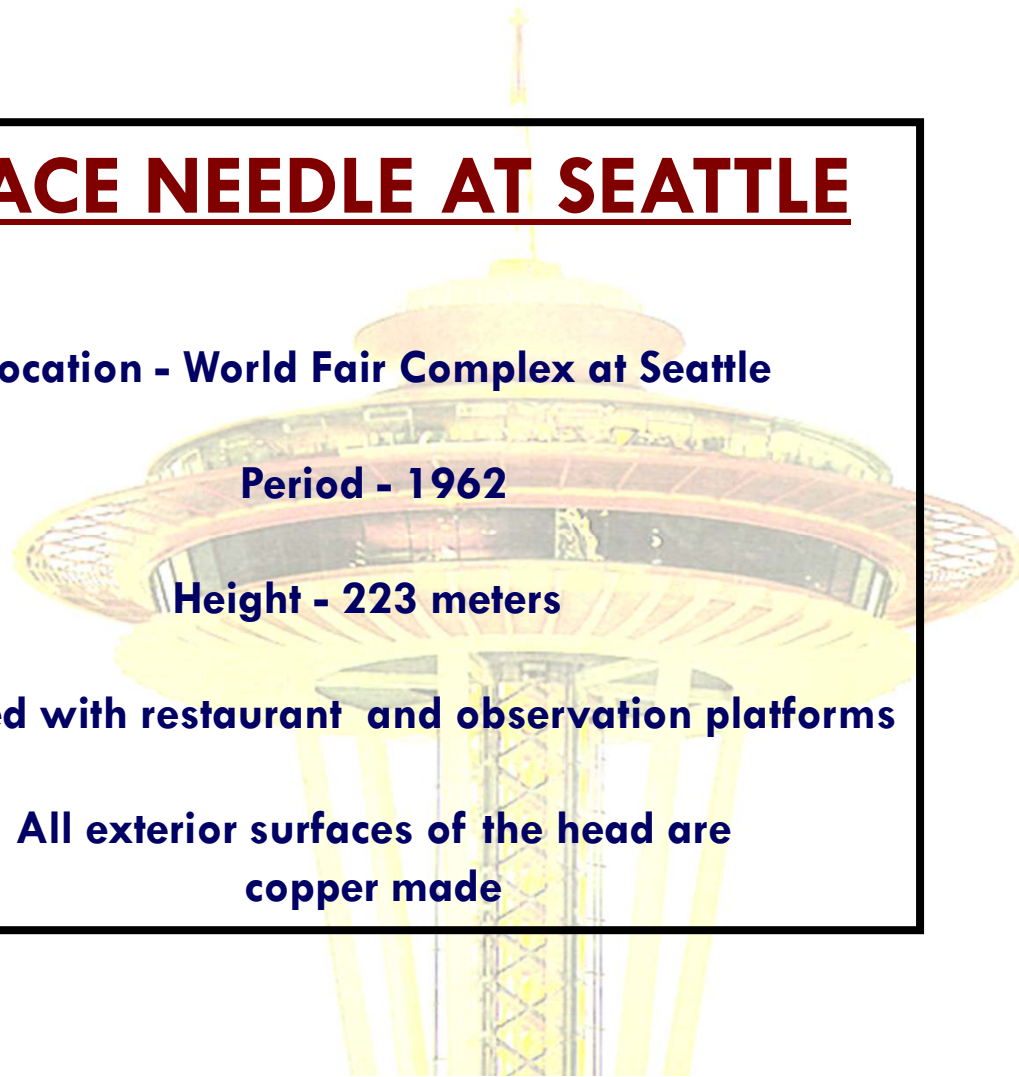 ACE NEEDLE AT SEATTLE
ocation - World Fair Complex at Seattle
Period - 1962
Height - 223 meters
ed with restaurant and observation platforms
All exterior surfaces of the head are
copper made